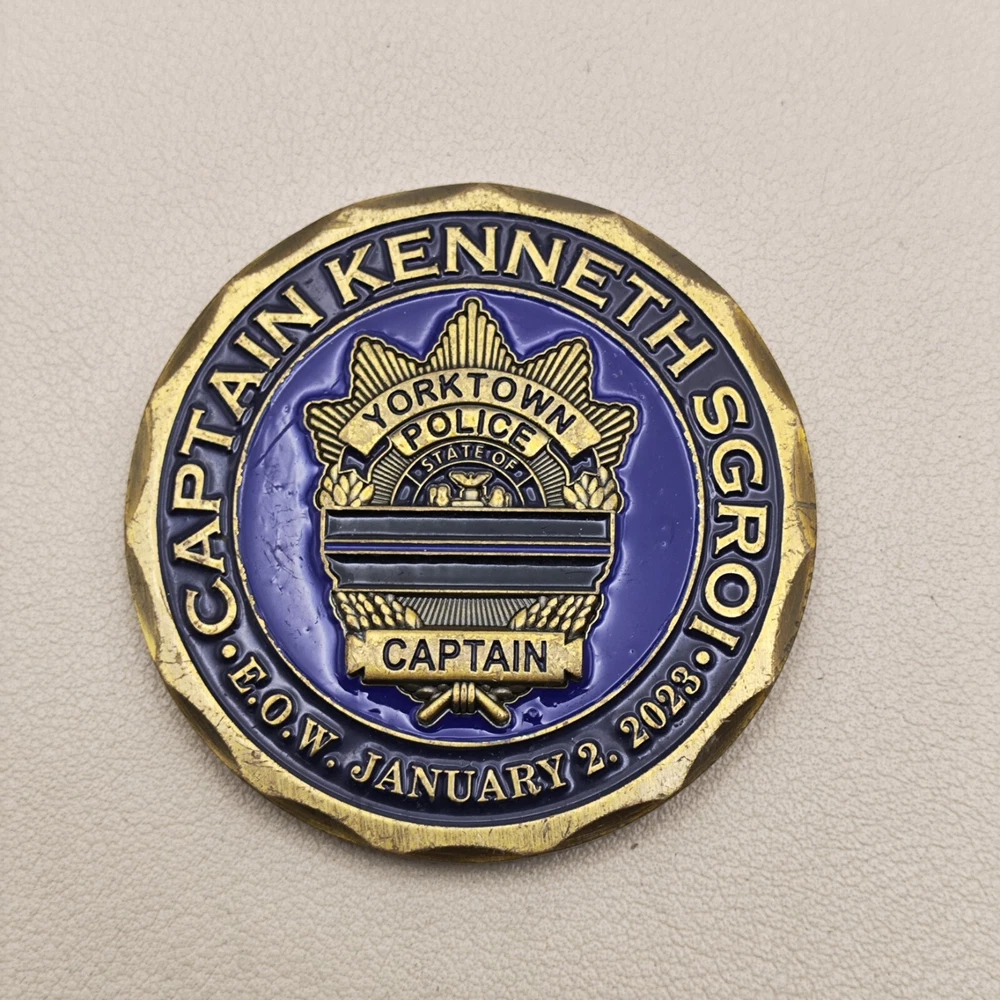 CAPTAIN KENNETH SGROI
YORKTOWN
POLICE
STATE OF
CAPTAIN
• E.O.W. JANUARY 2, 2023 •